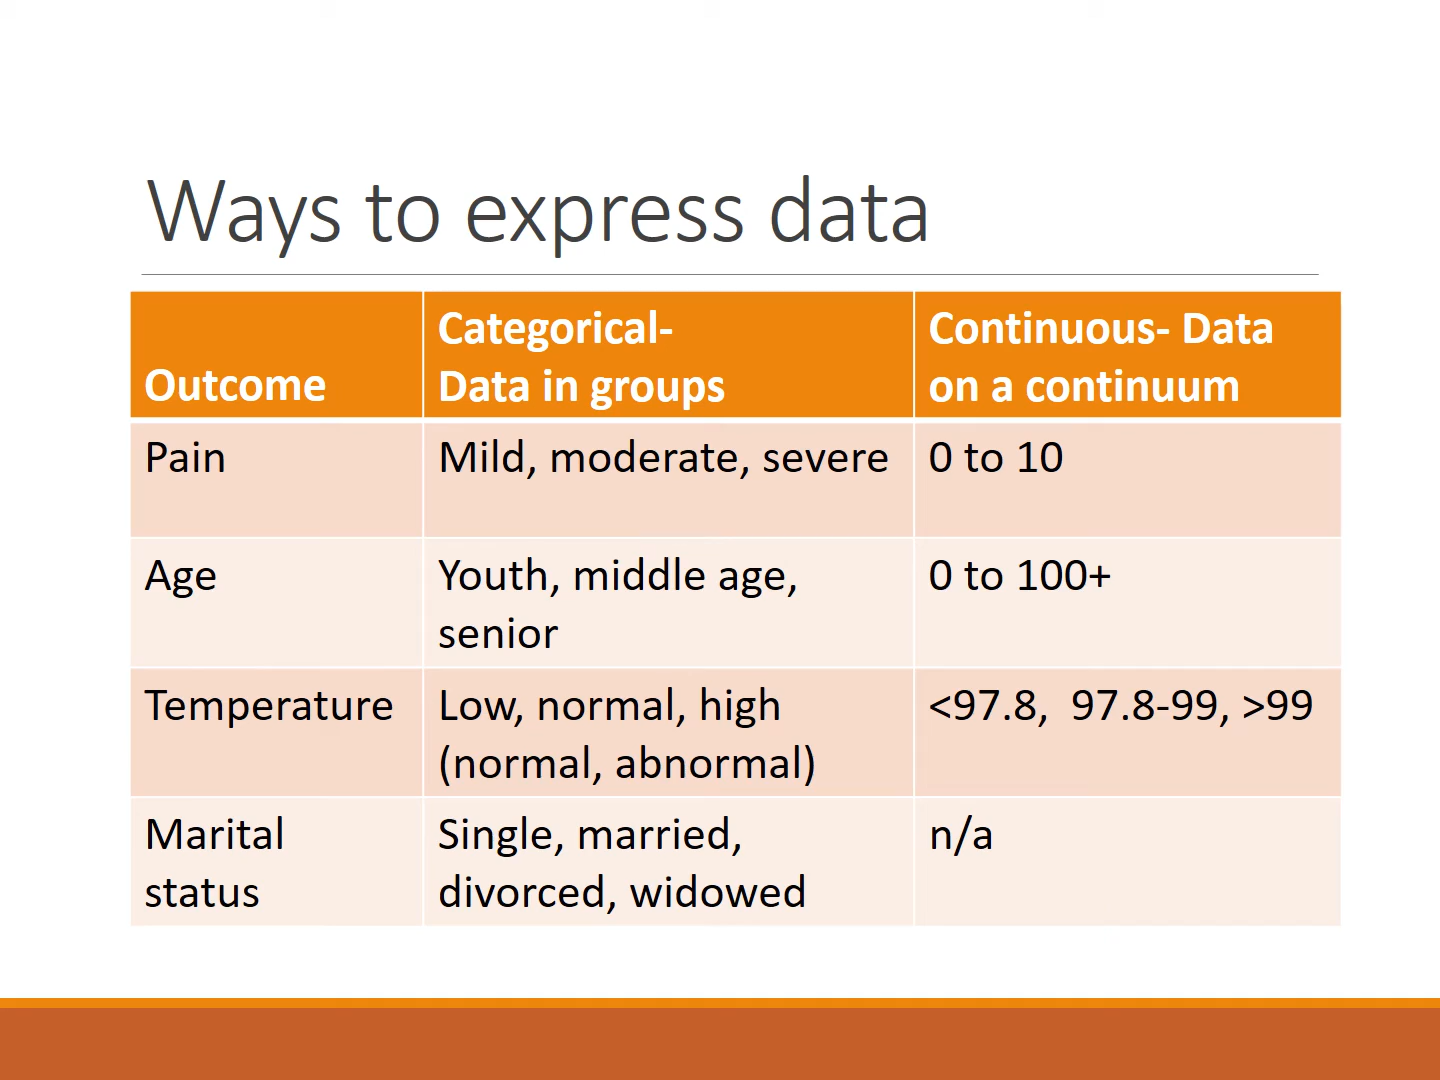 Ways to express data
Outcome
Categorical-
Data in groups
Continuous- Data
on a continuum
Pain
Mild, moderate, severe
0 to 10
Age
Youth, middle age,
senior
0 to 100+
Temperature
Low, normal, high
(normal, abnormal)
<97.8,  97.8-99, >99
Marital
status
Single, married,
divorced, widowed
n/a